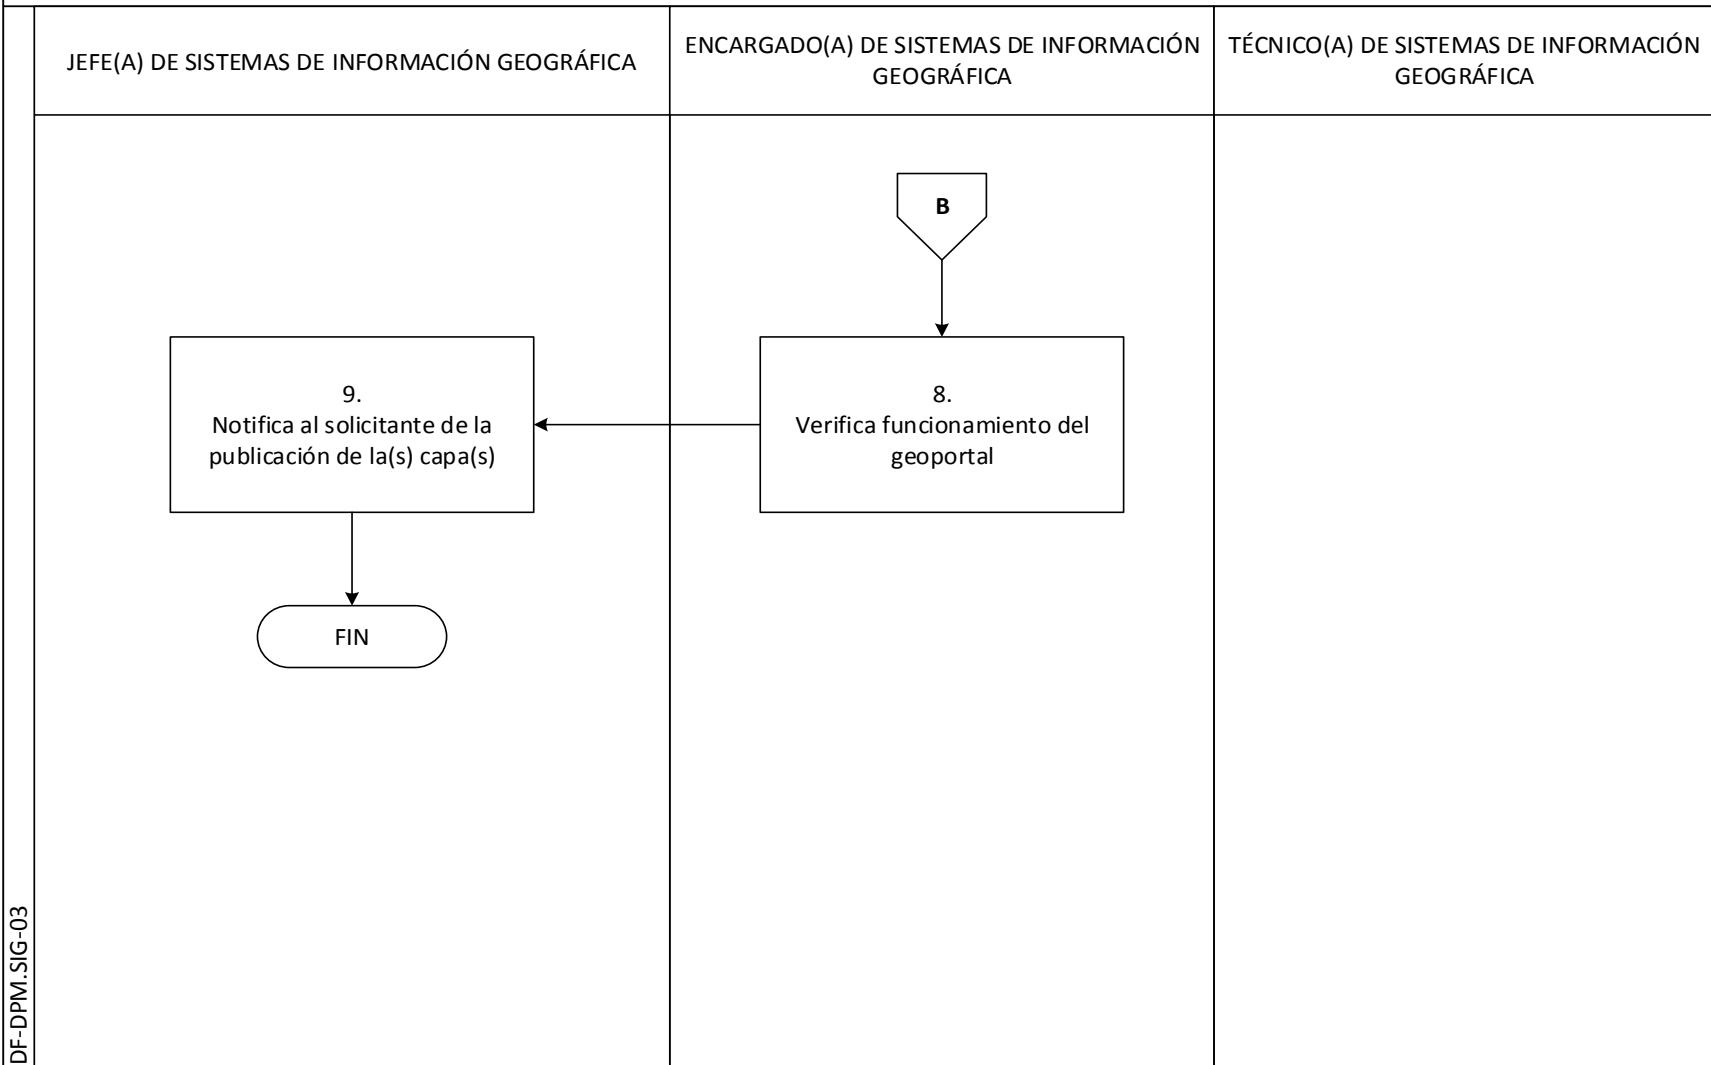 JEFE(A) DE SISTEMAS DE INFORMACIÓN GEOGRÁFICA
ENCARGADO(A) DE SISTEMAS DE INFORMACIÓN
GEOGRÁFICA
TÉCNICO(A) DE SISTEMAS DE INFORMACIÓN
GEOGRÁFICA
B
9.
Notifica al solicitante de la
publicación de la(s) capa(s)
8.
Verifica funcionamiento del
geoportal
FIN
DF-DPM.SIG-03